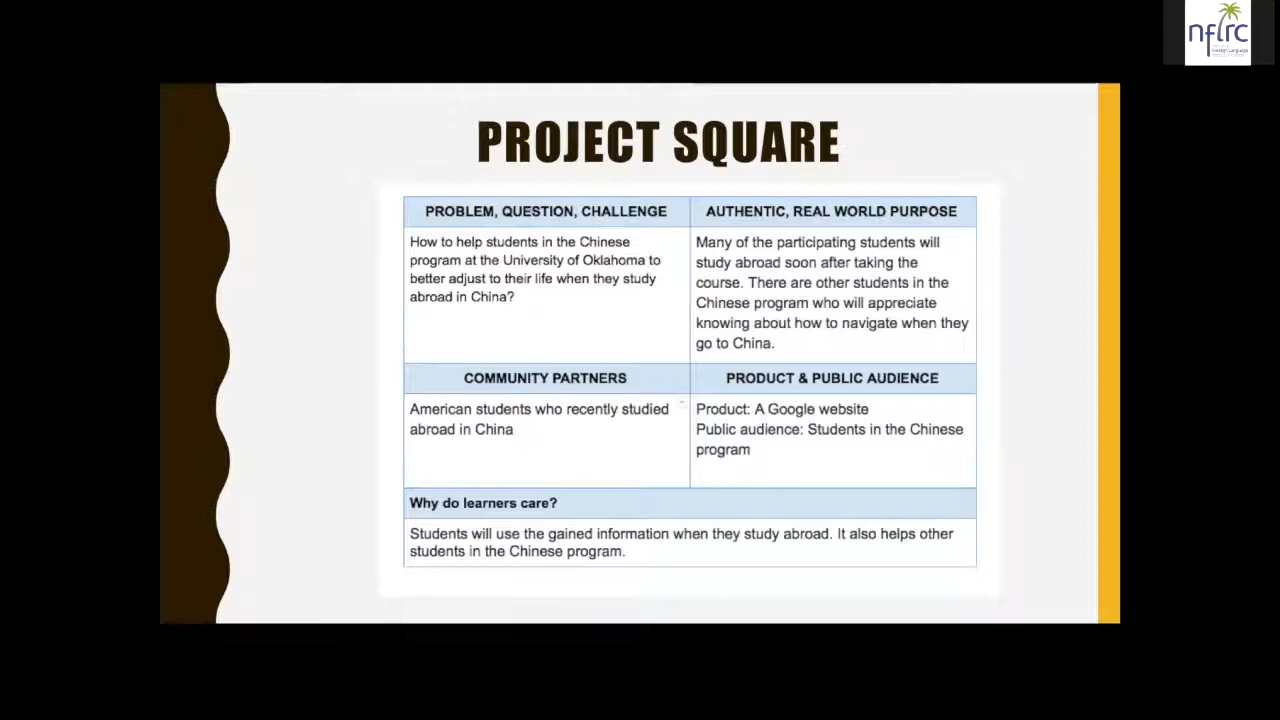 nflrc
PROJECT SQUARE
PROBLEM, QUESTION, CHALLENGE
How to help students in the Chinese
program at the University of Oklahoma to
better adjust to their life when they study
abroad in China?
AUTHENTIC, REAL WORLD PURPOSE
Many of the participating students will
study abroad soon after taking the
course. There are other students in the
Chinese program who will appreciate
knowing about how to navigate when they
go to China.
COMMUNITY PARTNERS
American students who recently studied
abroad in China
PRODUCT & PUBLIC AUDIENCE
Product: A Google website
Public audience: Students in the Chinese
program
Why do learners care?
Students will use the gained information when they study abroad. It also helps other
students in the Chinese program.